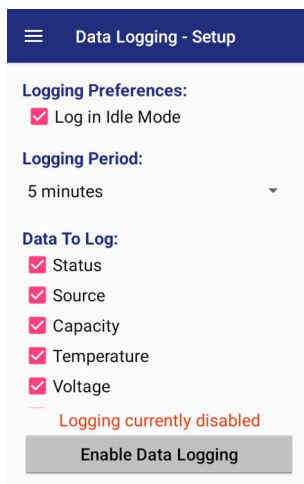 Data Logging - Setup
Logging Preferences:
Log in Idle Mode
Logging Period:
5 minutes
Data To Log:
Status
Source
Capacity
Temperature
Voltage
Logging currently disabled
Enable Data Logging